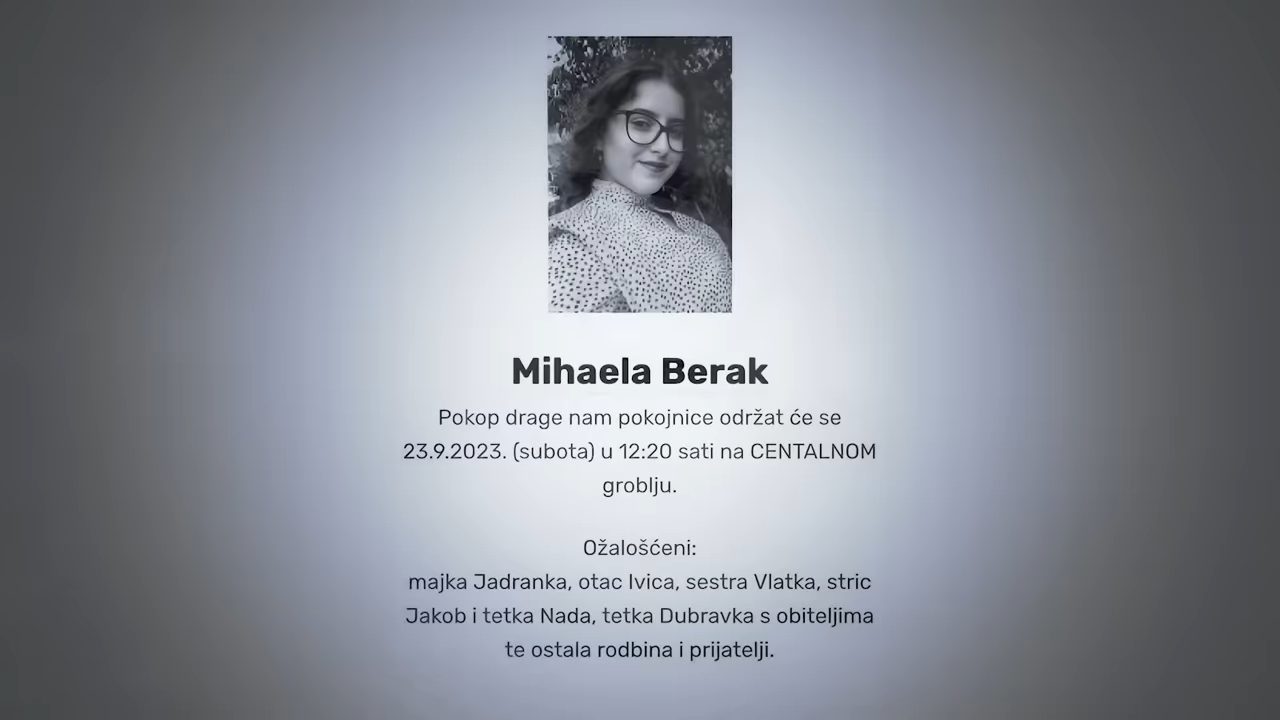 Mihaela Berak
Pokop drage nam pokojnice održat će se
23.9.2023. (subota) u 12:20 sati na CENTALNOM
groblju.
Ožalošćeni:
majka Jadranka, otac Ivica, sestra Vlatka, stric
Jakob i tetka Nada, tetka Dubravka s obiteljima
te ostala rodbina i prijatelji.